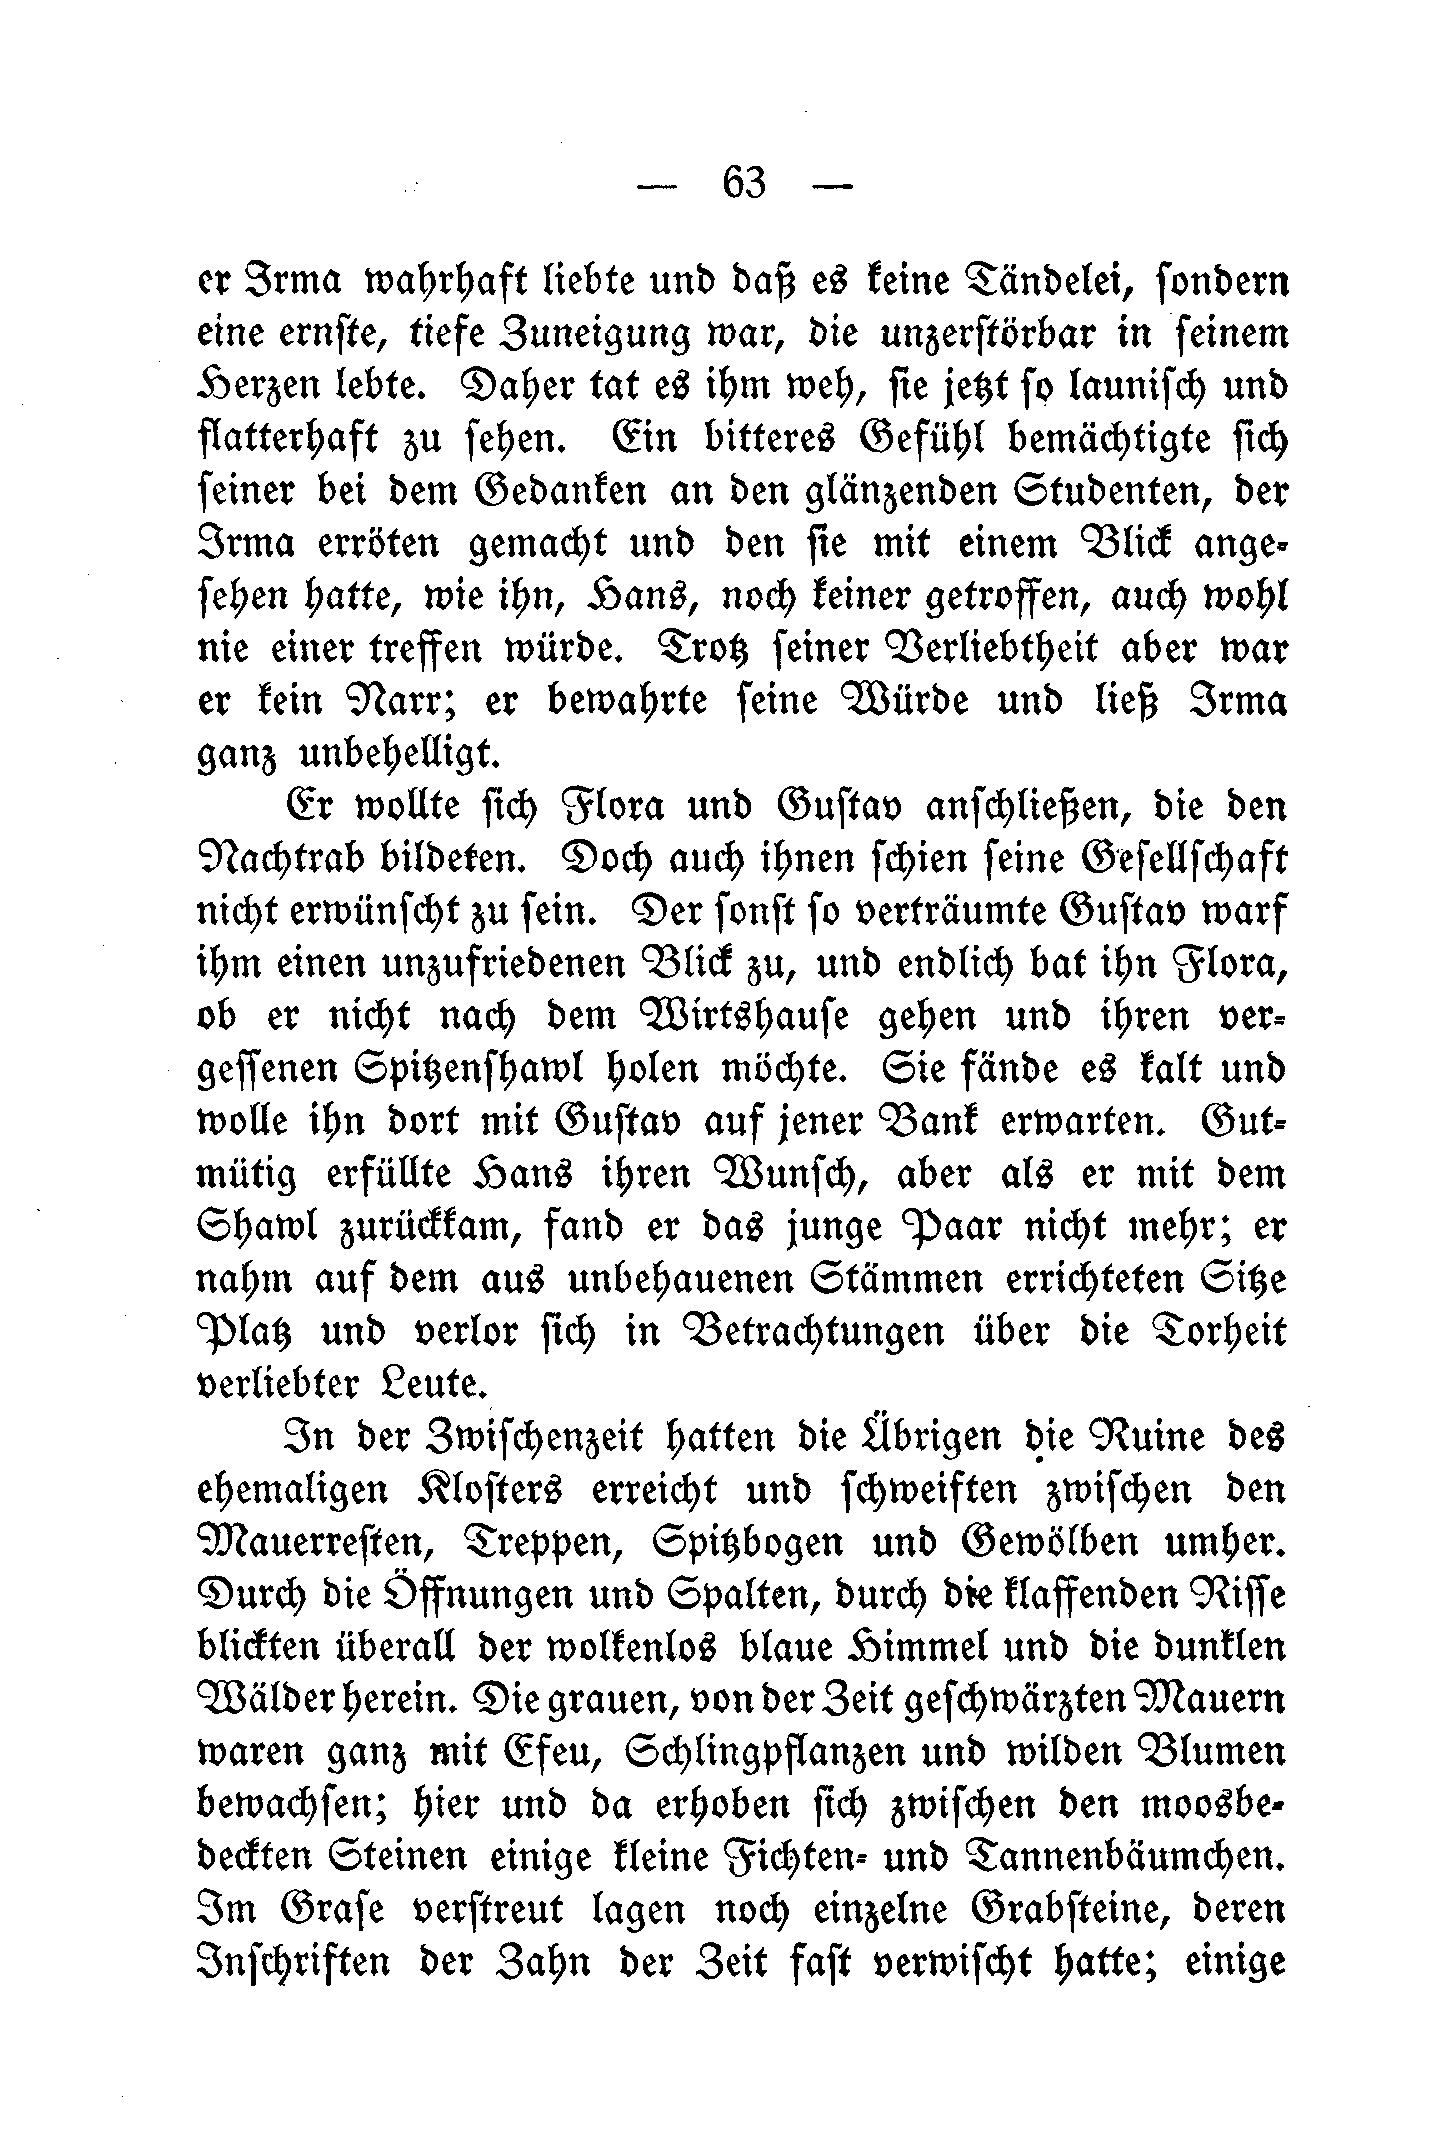 — 63 —
er Irma wahrhaft liebte und daß es keine Tändelei, sondern
eine ernste, tiefe Zuneigung war, die unzerstörbar in seinem
Herzen lebte. Daher tat es ihm weh, sie jetzt so launisch und
flatterhaft zu sehen. Ein bitteres Gefühl bemächtigte sich
seiner bei dem Gedanken an den glänzenden Studenten, der
Irma erröten gemacht und den sie mit einem Blick ange-
sehen hatte, wie ihn, Hans, noch keiner getroffen, auch wohl
nie einer treffen würde. Trotz seiner Verliebtheit aber war
er kein Narr; er bewahrte seine Würde und ließ Irma
ganz unbehelligt.
Er wollte sich Flora und Gustav anschließen, die den
Nachtrab bildeten. Doch auch ihnen schien seine Gesellschaft
nicht erwünscht zu sein. Der sonst so verträumte Gustav warf
ihm einen unzufriedenen Blick zu, und endlich bat ihn Flora,
ob er nicht nach dem Wirtshause gehen und ihren ver-
gessenen Spitzenshawl holen möchte. Sie fände es kalt und
wolle ihn dort mit Gustav auf jener Bank erwarten. Gut-
mütig erfüllte Hans ihren Wunsch, aber als er mit dem
Shawl zurückkam, fand er das junge Paar nicht mehr; er
nahm auf dem aus unbehauenen Stämmen errichteten Sitze
Platz und verlor sich in Betrachtungen über die Torheit
verliebter Leute.
In der Zwischenzeit hatten die Übrigen die Ruine des
ehemaligen Klosters erreicht und schweiften zwischen den
Mauerresten, Treppen, Spitzbogen und Gewölben umher.
Durch die Öffnungen und Spalten, durch die klaffenden Risse
blickten überall der wolkenlos blaue Himmel und die dunklen
Wälder herein. Die grauen, von der Zeit geschwärzten Mauern
waren ganz mit Efeu, Schlingpflanzen und wilden Blumen
bewachsen; hier und da erhoben sich zwischen den moosbe-
deckten Steinen einige kleine Fichten- und Tannenbäumchen.
Im Grase verstreut lagen noch einzelne Grabsteine, deren
Inschriften der Zahn der Zeit fast verwischt hatte; einige